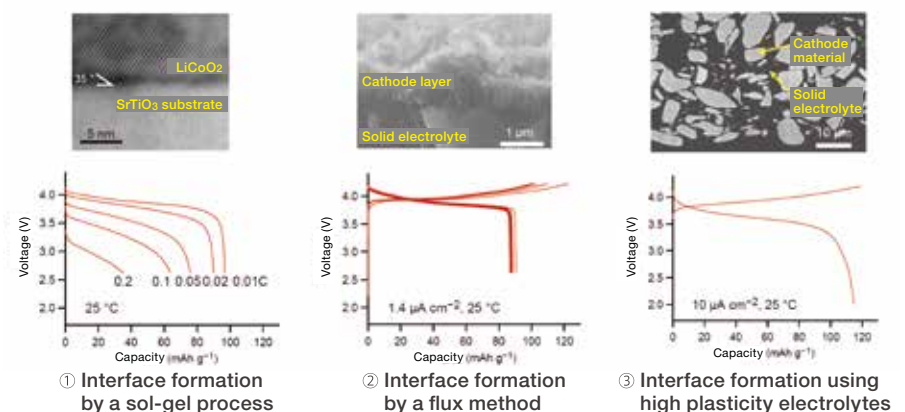 LiCoO2
35 °
SrTiO3 substrate
5 nm
Cathode layer
Solid electrolyte
1 μm
Cathode
material
Solid
electrolyte
10 μm
Voltage (V)
4.0
3.5
3.0
2.5
2.0
0.2 0.1 0.05 0.02 0.01C
25 °C
0 20 40 60 80 100 120
Capacity (mAh g⁻¹)
Voltage (V)
4.0
3.5
3.0
2.5
2.0
1.4 μA cm⁻², 25 °C
0 20 40 60 80 100 120
Capacity (mAh g⁻¹)
Voltage (V)
4.0
3.5
3.0
2.5
2.0
10 μA cm⁻², 25 °C
0 20 40 60 80 100 120
Capacity (mAh g⁻¹)
① Interface formation
by a sol-gel process
② Interface formation
by a flux method
③ Interface formation using
high plasticity electrolytes